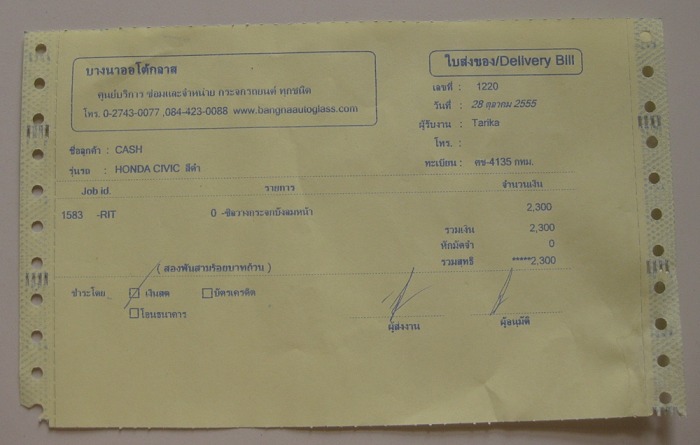 บางนาออโต้กลาส
ศูนย์บริการ ซ่อมและจำหน่าย กระจกรถยนต์ ทุกชนิด
โทร. 0-2743-0077 ,084-423-0088 www.bangnaautoglass.com
ใบส่งของ/Delivery Bill
เลขที่ : 1220
วันที่ : 28 ตุลาคม 2555
ผู้รับงาน : Tarika
โทร. :
ชื่อลูกค้า : CASH
รุ่นรถ : HONDA CIVIC สีดำ
ทะเบียน : ศช-4135 กทม.
Job id. รายการ จำนวนเงิน
1583 -RIT 0 -ซิลวางกระจกบังลมหน้า 2,300
รวมเงิน 2,300
หักมัดจำ 0
รวมสุทธิ *****2,300
( สองพันสามร้อยบาทถ้วน )
ชำระโดย เงินสด บัตรเครดิต
โอนธนาคาร
ผู้ส่งงาน ผู้อนุมัติ